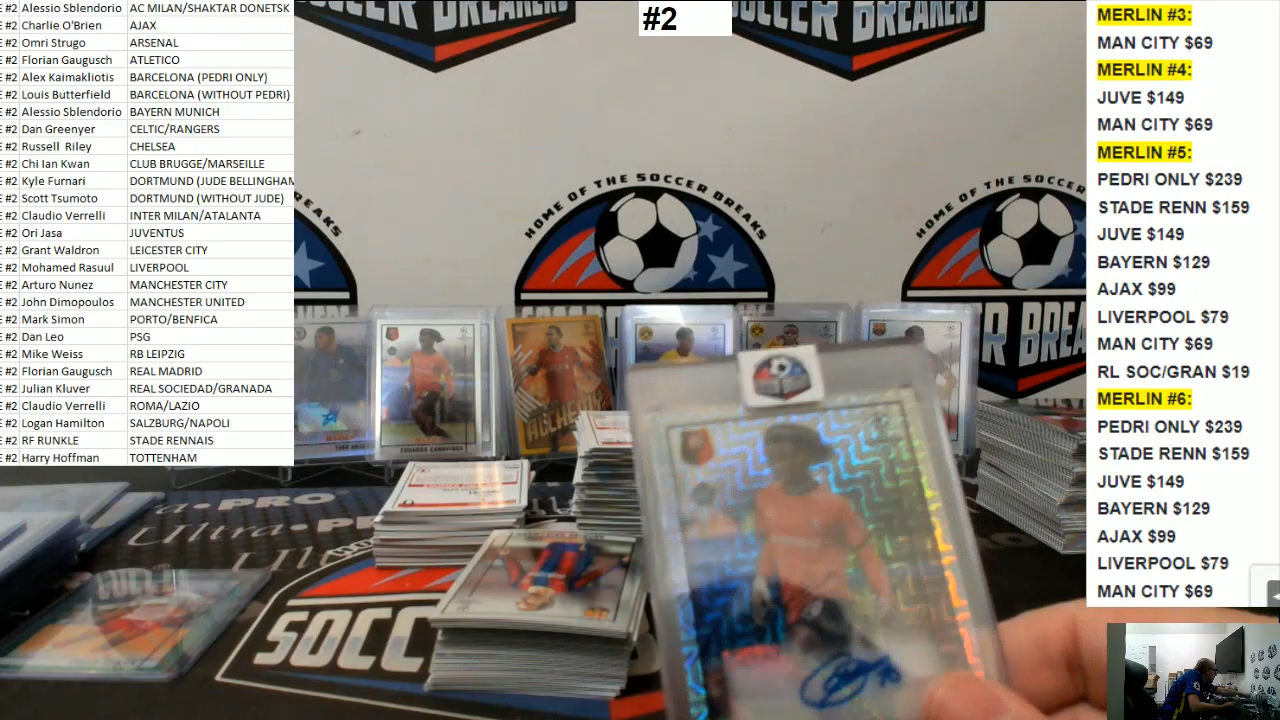 E #2 Alessio Sblendorio AC MILAN/SHAKTAR DONETSK
E #2 Charlie O'Brien AJAX
E #2 Omri Strugo ARSENAL
E #2 Florian Gaugusch ATLETICO
E #2 Alex Kaimakliotis BARCELONA (PEDRI ONLY)
E #2 Louis Butterfield BARCELONA (WITHOUT PEDRI)
E #2 Alessio Sblendorio BAYERN MUNICH
E #2 Dan Greenyer CELTIC/RANGERS
E #2 Russell Riley CHELSEA
E #2 Chi Ian Kwan CLUB BRUGGE/MARSEILLE
E #2 Kyle Furnari DORTMUND (JUDE BELLINGHAM
E #2 Scott Tsumoto DORTMUND (WITHOUT JUDE)
E #2 Claudio Verrelli INTER MILAN/ATALANTA
E #2 Ori Jasa JUVENTUS
E #2 Grant Waldron LEICESTER CITY
E #2 Mohamed Rasuul LIVERPOOL
E #2 Arturo Nunez MANCHESTER CITY
E #2 John Dimopoulos MANCHESTER UNITED
E #2 Mark Simon PORTO/BENFICA
E #2 Dan Leo PSG
E #2 Mike Weiss RB LEIPZIG
E #2 Florian Gaugusch REAL MADRID
E #2 Julian Kluver REAL SOCIEDAD/GRANADA
E #2 Claudio Verrelli ROMA/LAZIO
E #2 Logan Hamilton SALZBURG/NAPOLI
E #2 RF RUNKLE STADE RENNAIS
E #2 Harry Hoffman TOTTENHAM
#2
SOCCER BREAKERS
HOME OF THE SOCCER BREAKS
MERLIN #3:
MAN CITY $69
MERLIN #4:
JUVE $149
MAN CITY $69
MERLIN #5:
PEDRI ONLY $239
STADE RENN $159
JUVE $149
BAYERN $129
AJAX $99
LIVERPOOL $79
MAN CITY $69
RL SOC/GRAN $19
MERLIN #6:
PEDRI ONLY $239
STADE RENN $159
JUVE $149
BAYERN $129
AJAX $99
LIVERPOOL $79
MAN CITY $69
EDUARDO CAMAVINGA
PRO
Ultra•PRO
SOCC